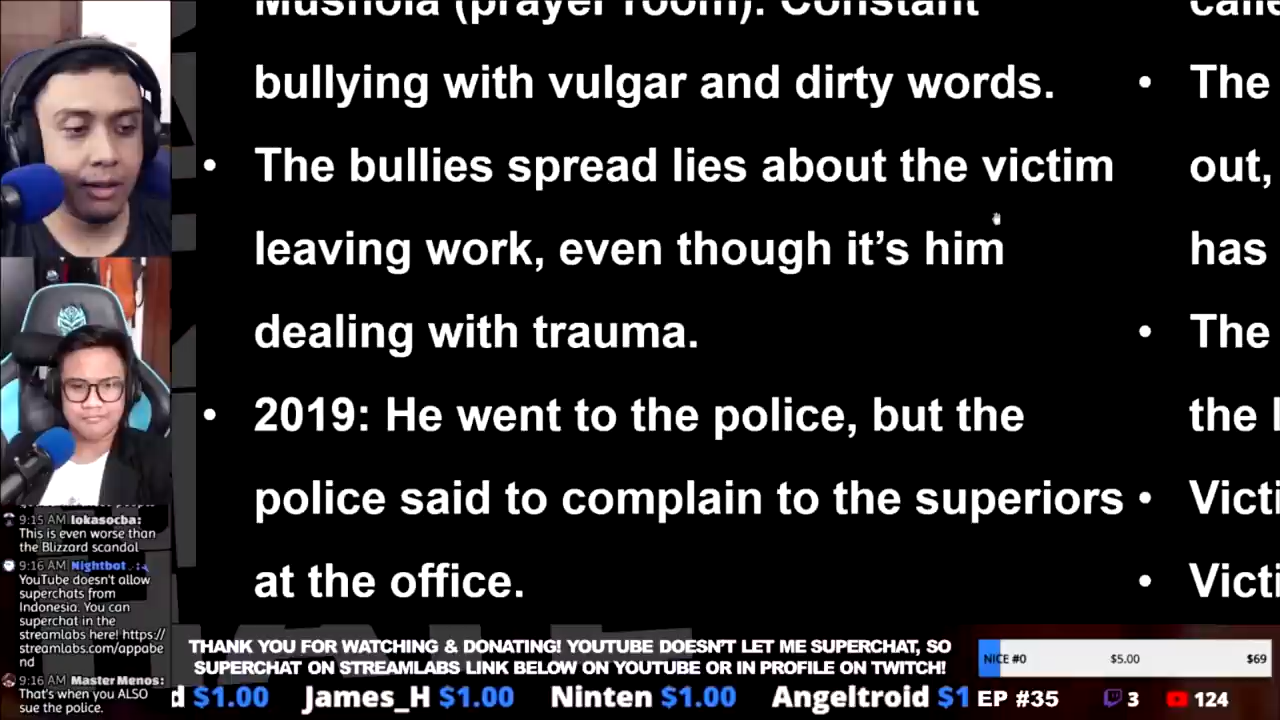 Mushola (prayer room). Constant
bullying with vulgar and dirty words.
• The bullies spread lies about the victim
leaving work, even though it’s him
dealing with trauma.
• 2019: He went to the police, but the
police said to complain to the superiors
at the office.
• The
out,
has
• The
the
• Victi
• Victi
9:15 AM lokasocba:
This is even worse than
the Blizzard scandal
9:16 AM Nightbot
YouTube doesn't allow
superchats from
Indonesia. You can
superchat in the
streamlabs here! https://
streamlabs.com/appabe
nd
9:16 AM MasterMenos:
That's when you ALSO
sue the police.
THANK YOU FOR WATCHING & DONATING! YOUTUBE DOESN'T LET ME SUPERCHAT, SO
SUPERCHAT ON STREAMLABS LINK BELOW ON YOUTUBE OR IN PROFILE ON TWITCH!
NICE #0 $5.00 $69
d $1.00 James_H $1.00 Ninten $1.00 Angeltroid $1 EP #35 3 124